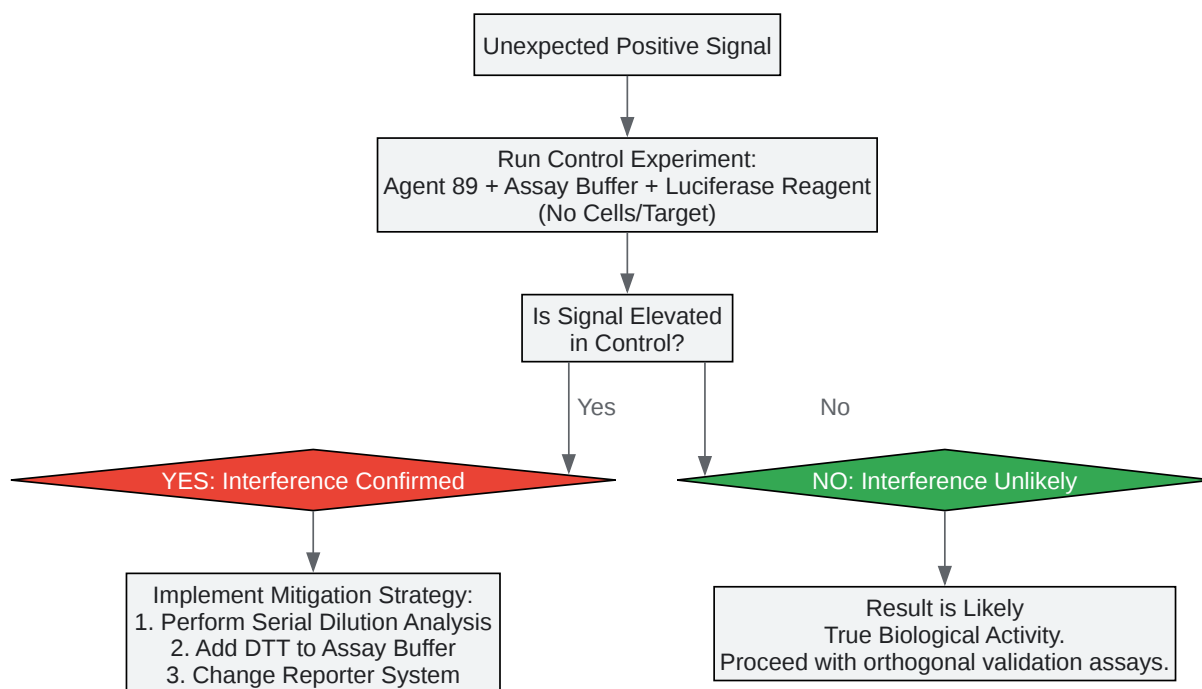 Unexpected Positive Signal
Run Control Experiment:
Agent 89 + Assay Buffer + Luciferase Reagent
(No Cells/Target)
Is Signal Elevated
in Control?
Yes
No
YES: Interference Confirmed
NO: Interference Unlikely
Implement Mitigation Strategy:
1. Perform Serial Dilution Analysis
2. Add DTT to Assay Buffer
3. Change Reporter System
Result is Likely
True Biological Activity.
Proceed with orthogonal validation assays.